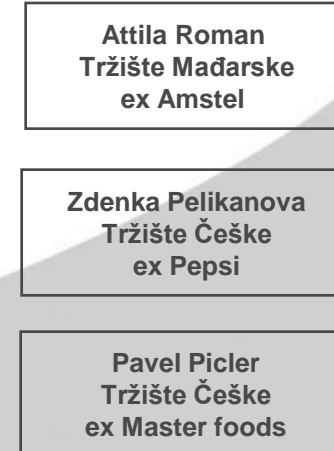 Attila Roman
Tržište Mađarske
ex Amstel
Zdenka Pelikanova
Tržište Češke
ex Pepsi
Pavel Picler
Tržište Češke
ex Master foods